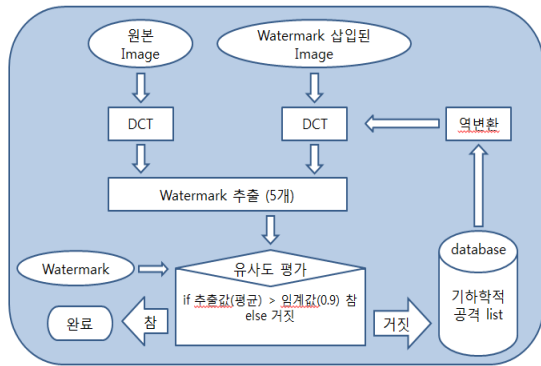 원본
Image
Watermark 삽입된
Image
DCT
DCT
역변환
Watermark 추출 (5개)
Watermark
유사도 평가
if 추출값(평균) > 임계값(0.9) 참
else 거짓
database
기하학적
공격 list
완료
참
거짓